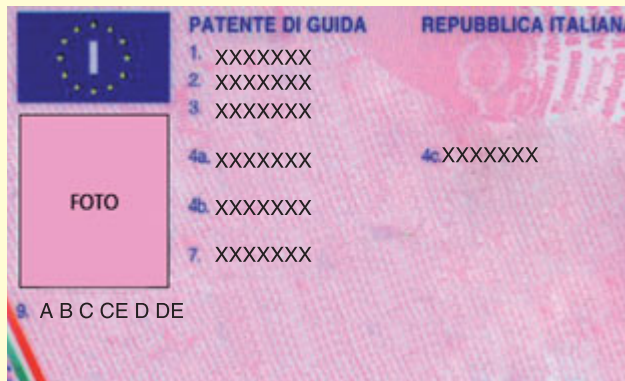 I
PATENTE DI GUIDA REPUBBLICA ITALIANA
1. XXXXXXX
2. XXXXXXX
3. XXXXXXX
4a. XXXXXXX 4c. XXXXXXX
FOTO
4b. XXXXXXX
7. XXXXXXX
9. A B C CE D DE